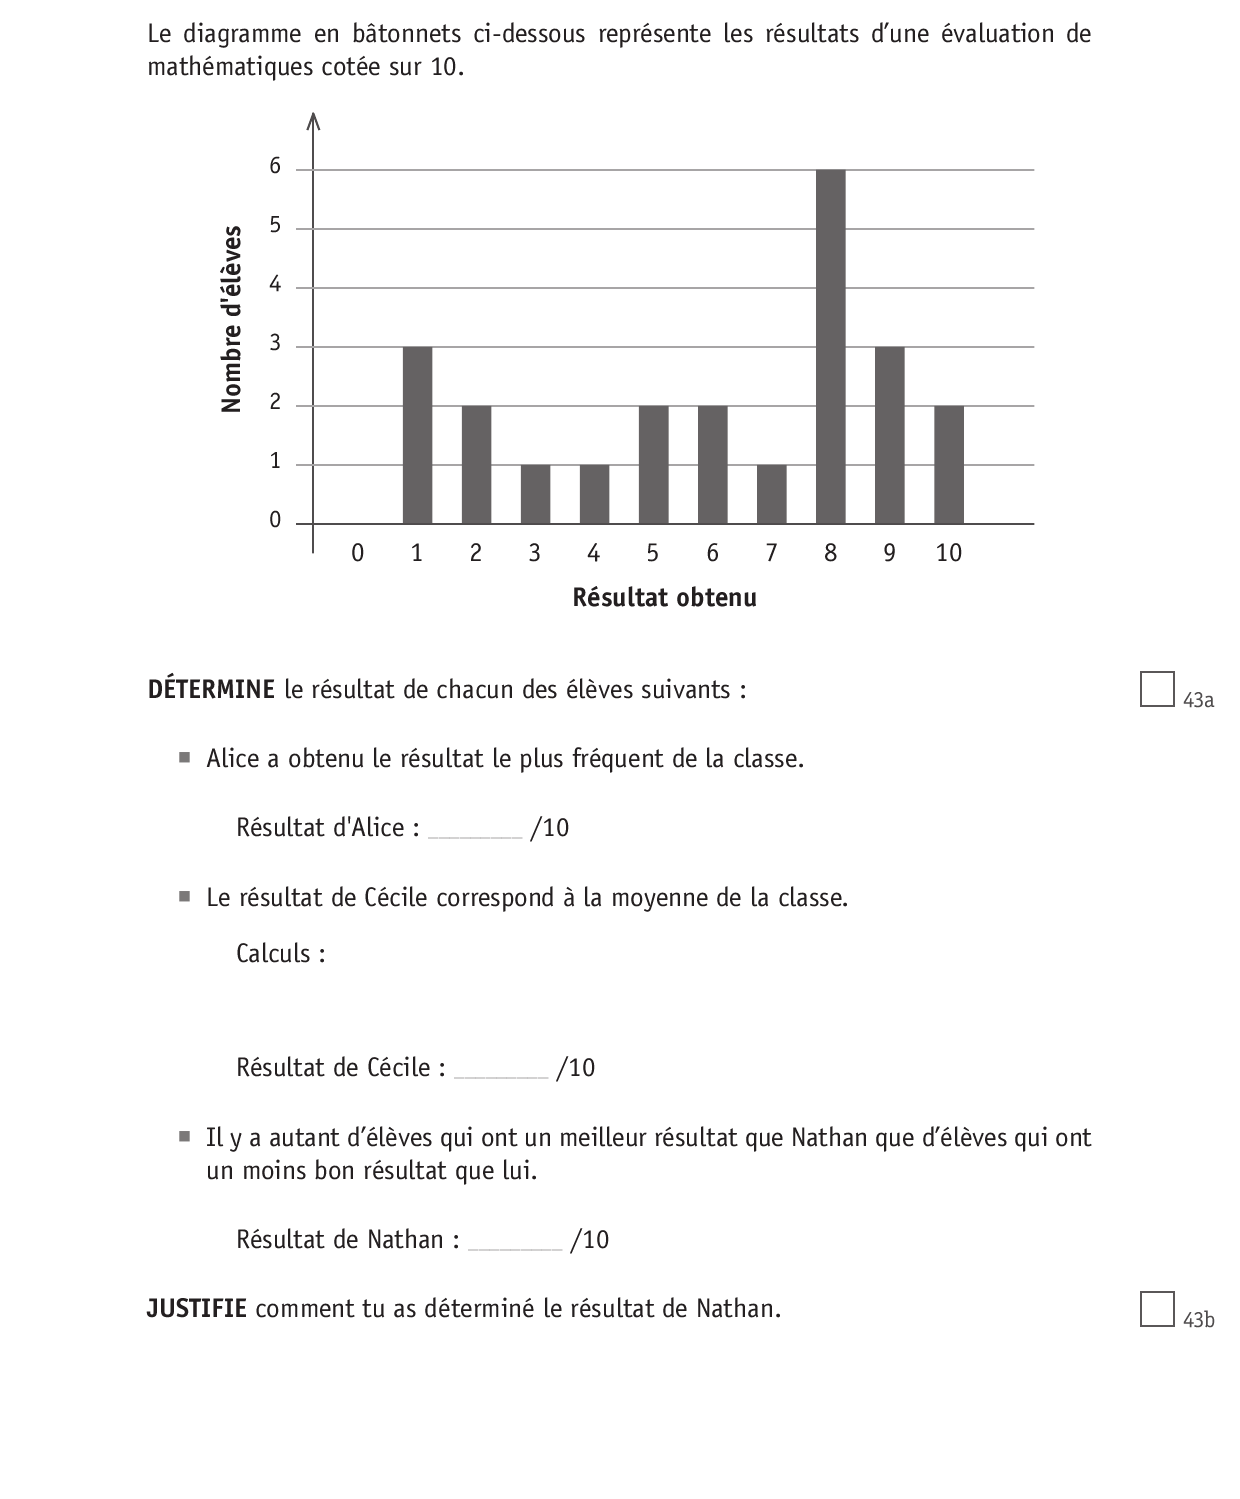 Le diagramme en bâtonnets ci-dessous représente les résultats d’une évaluation de
mathématiques cotée sur 10.
6
5
4
3
2
1
0
Nombre d'élèves
0 1 2 3 4 5 6 7 8 9 10
Résultat obtenu
DÉTERMINE le résultat de chacun des élèves suivants :
43a
■ Alice a obtenu le résultat le plus fréquent de la classe.
Résultat d'Alice : ________ /10
■ Le résultat de Cécile correspond à la moyenne de la classe.
Calculs :
Résultat de Cécile : ________ /10
■ Il y a autant d’élèves qui ont un meilleur résultat que Nathan que d’élèves qui ont
un moins bon résultat que lui.
Résultat de Nathan : ________ /10
JUSTIFIE comment tu as déterminé le résultat de Nathan.
43b